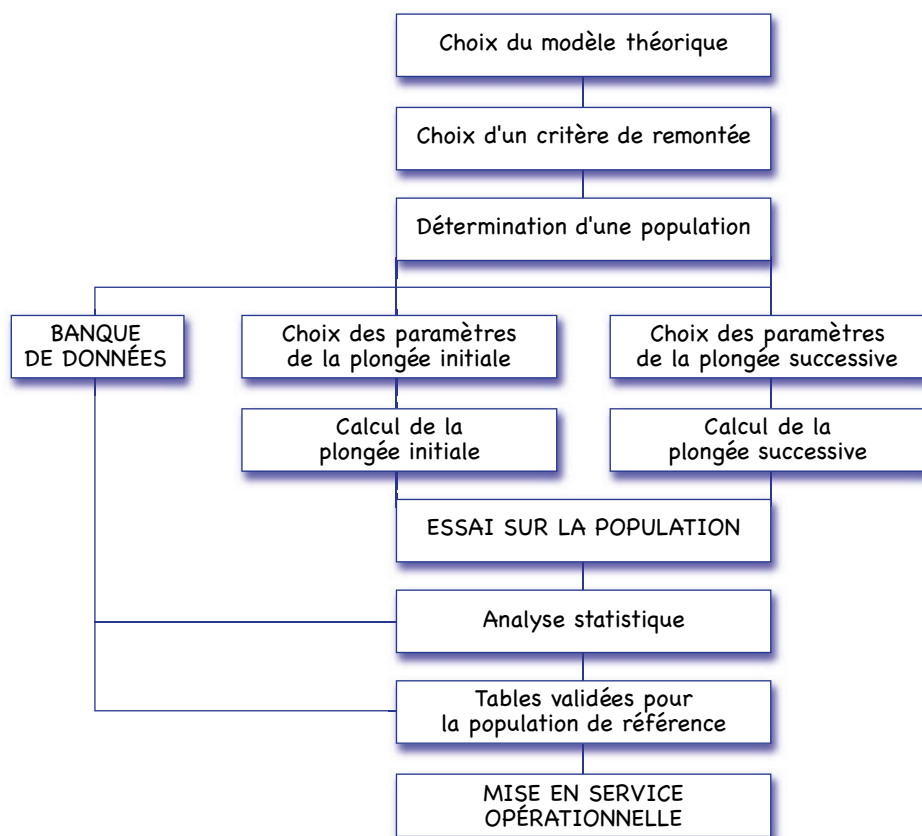 Choix du modèle théorique
Choix d'un critère de remontée
Détermination d'une population
BANQUE
DE DONNÉES
Choix des paramètres
de la plongée initiale
Choix des paramètres
de la plongée successive
Calcul de la
plongée initiale
Calcul de la
plongée successive
ESSAI SUR LA POPULATION
Analyse statistique
Tables validées pour
la population de référence
MISE EN SERVICE
OPÉRATIONNELLE